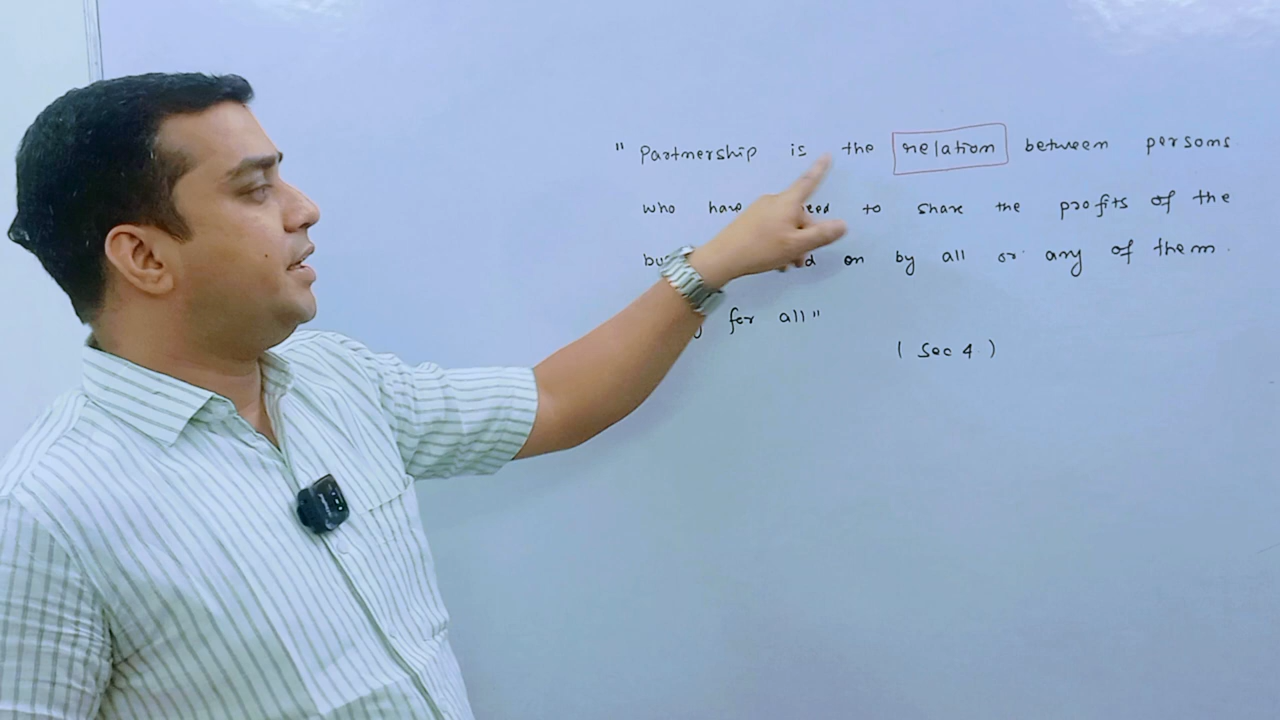 " Partnership is the relation between persons
who have to share the profits of the
on by all or any of them.
for all "
( Sec 4 )